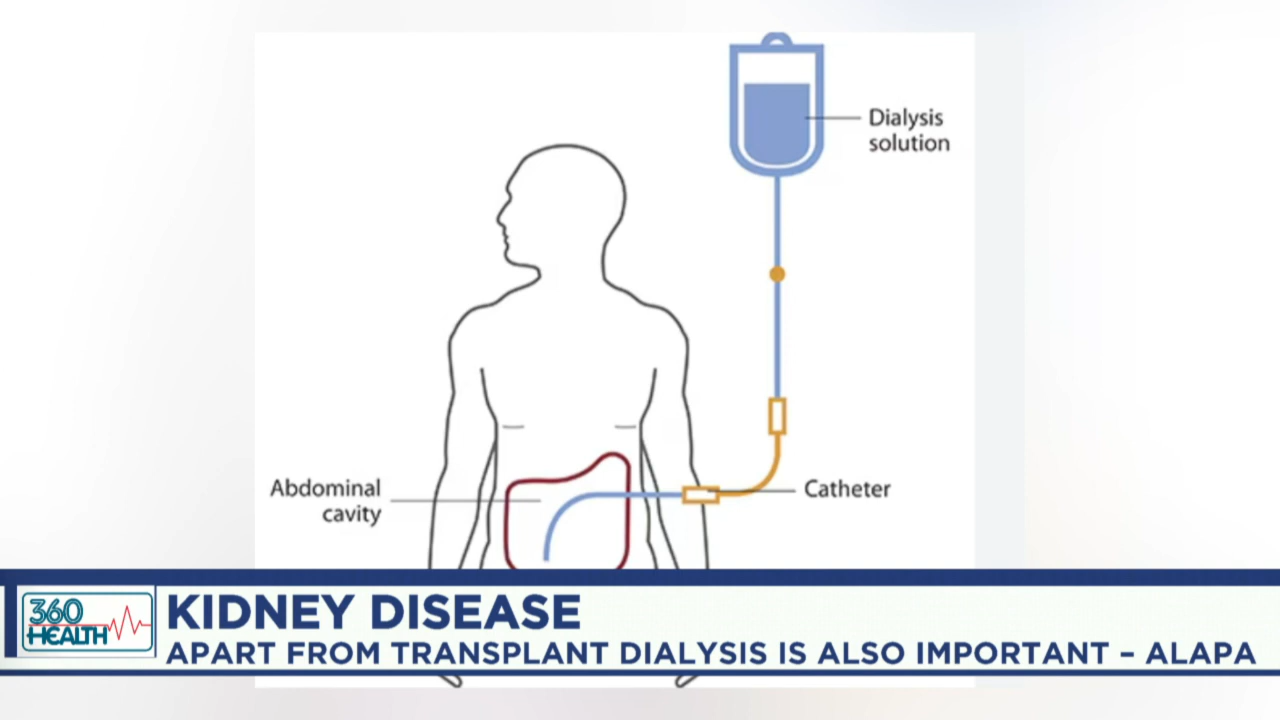 Dialysis
solution
Abdominal
cavity
Catheter
360
HEALTH
KIDNEY DISEASE
APART FROM TRANSPLANT DIALYSIS IS ALSO IMPORTANT – ALAPA